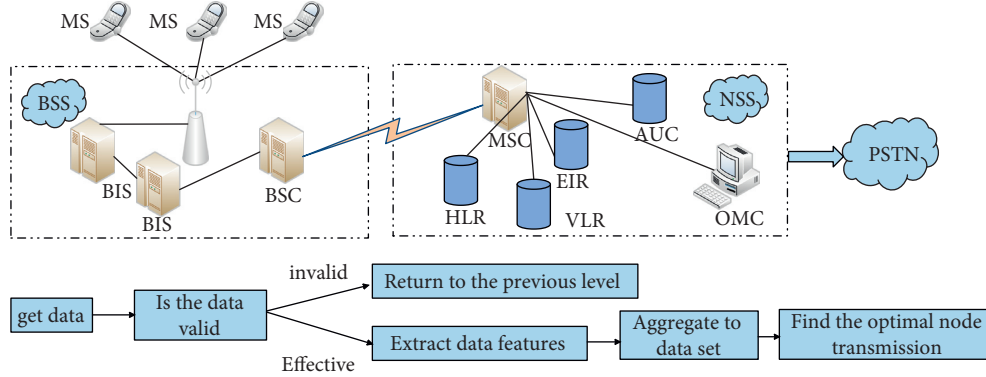 MS
MS
MS
BSS
BIS
BIS
BSC
MSC
HLR
VLR
EIR
AUC
NSS
OMC
PSTN
get data
Is the data
valid
invalid
Effective
Return to the previous level
Extract data features
Aggregate to
data set
Find the optimal node
transmission